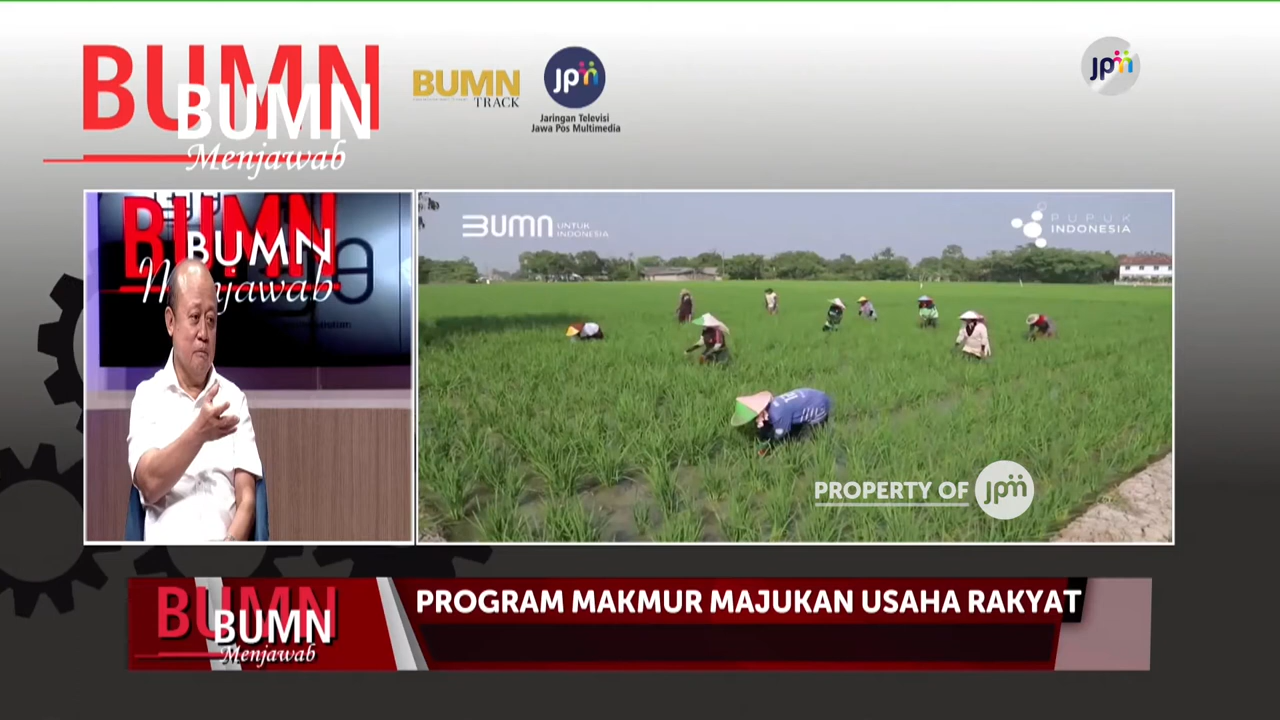 BUMN
BUMN
Menjawab
BUMN
TRACK
jpm
Jaringan Televisi
Jawa Pos Multimedia
jpm
BUMN
BUMN
Menjawab
BUMN
UNTUK
INDONESIA
PUPUK
INDONESIA
PROPERTY OF jpm
BUMN
BUMN
Menjawab
PROGRAM MAKMUR MAJUKAN USAHA RAKYAT